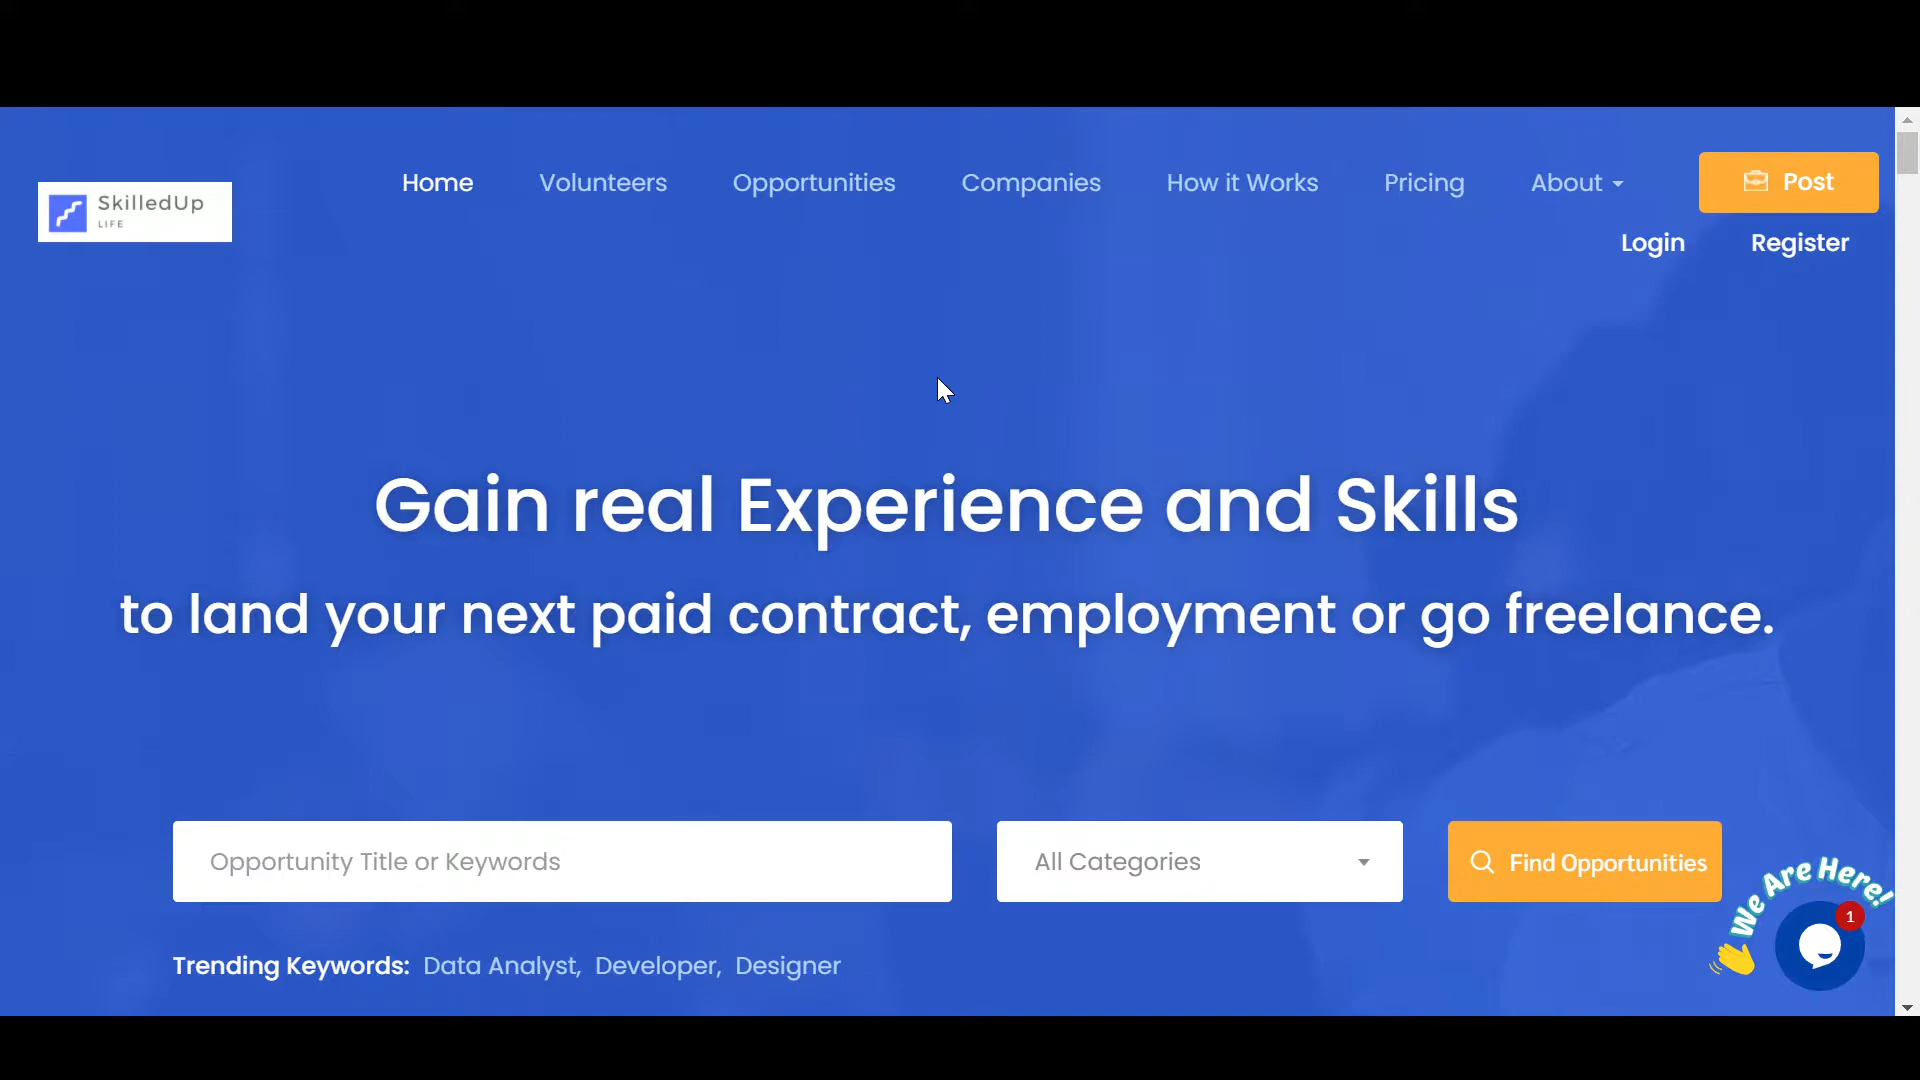 SkilledUp
LIFE
Home Volunteers Opportunities Companies How it Works Pricing About Post
Login Register
Gain real Experience and Skills
to land your next paid contract, employment or go freelance.
Opportunity Title or Keywords All Categories Find Opportunities
We Are Here!
1
Trending Keywords: Data Analyst, Developer, Designer